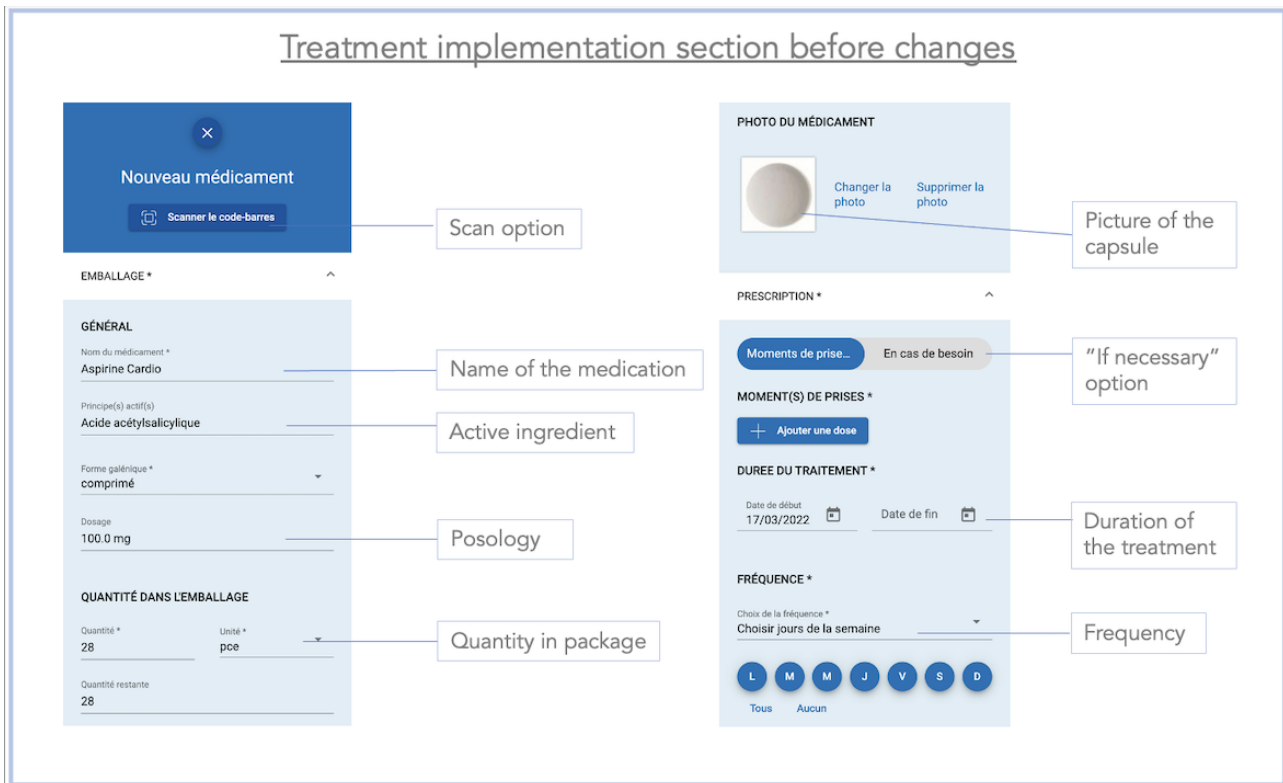 Treatment implementation section before changes
Nouveau médicament
Scanner le code-barres
Scan option
EMBALLAGE *
GÉNÉRAL
Nom du médicament *
Aspirine Cardio
Name of the medication
Principe(s) actif(s)
Acide acétylsalicylique
Active ingredient
Forme galénique *
comprimé
Dosage
100.0 mg
Posology
QUANTITÉ DANS L'EMBALLAGE
Quantité *
Unité *
28
pce
Quantity in package
Quantité restante
28
PHOTO DU MÉDICAMENT
Changer la
photo
Supprimer la
photo
Picture of the
capsule
PRESCRIPTION *
Moments de prise...
En cas de besoin
"If necessary"
option
MOMENT(S) DE PRISES *
Ajouter une dose
DUREE DU TRAITEMENT *
Date de début
17/03/2022
Date de fin
Duration of
the treatment
FRÉQUENCE *
Choix de la fréquence *
Choisir jours de la semaine
Frequency
L M M J V S D
Tous Aucun